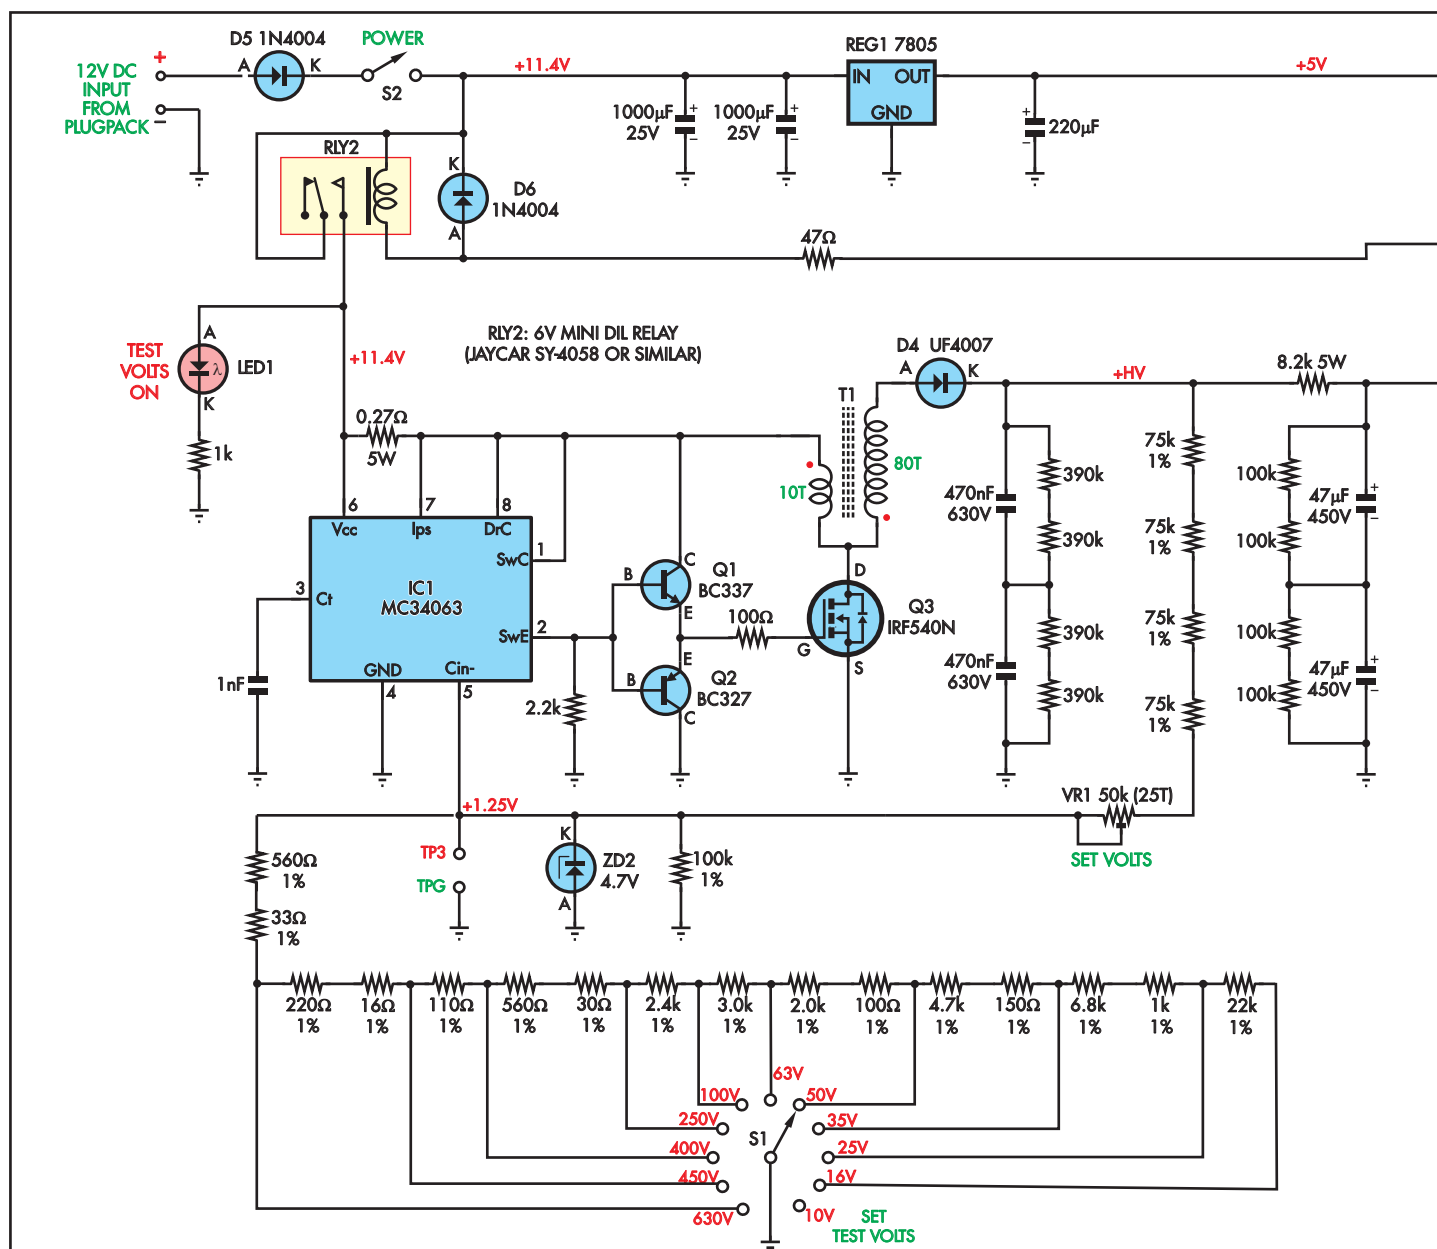 D5 1N4004
POWER
REG1 7805
+
A
K
12V DC
INPUT
FROM
PLUGPACK
−
S2
+11.4V
IN OUT
GND
+5V
1000µF
25V
+
−
1000µF
25V
+
−
220µF
+
−
RLY2
K
D6
1N4004
A
47Ω
RLY2: 6V MINI DIL RELAY
(JAYCAR SY-4058 OR SIMILAR)
TEST
VOLTS
ON
A
λ
LED1
K
+11.4V
1k
0.27Ω
5W
D4 UF4007
A
K
+HV
8.2k 5W
T1
10T
80T
6
7
8
Vcc
Ips
DrC
SwC
1
IC1
MC34063
3
Ct
SwE
2
GND
Cin-
4
5
1nF
2.2k
B
C
Q1
BC337
E
E
B
Q2
BC327
C
100Ω
D
G
S
Q3
IRF540N
470nF
630V
390k
390k
470nF
630V
390k
390k
75k
1%
75k
1%
75k
1%
75k
1%
100k
100k
100k
100k
47µF
450V
+
−
47µF
450V
+
−
VR1 50k (25T)
SET VOLTS
+1.25V
TP3
TPG
K
ZD2
4.7V
A
100k
1%
560Ω
1%
33Ω
1%
220Ω
1%
16Ω
1%
110Ω
1%
560Ω
1%
30Ω
1%
2.4k
1%
3.0k
1%
2.0k
1%
100Ω
1%
4.7k
1%
150Ω
1%
6.8k
1%
1k
1%
22k
1%
63V
100V
50V
250V
35V
S1
400V
25V
450V
16V
630V
10V
SET
TEST VOLTS